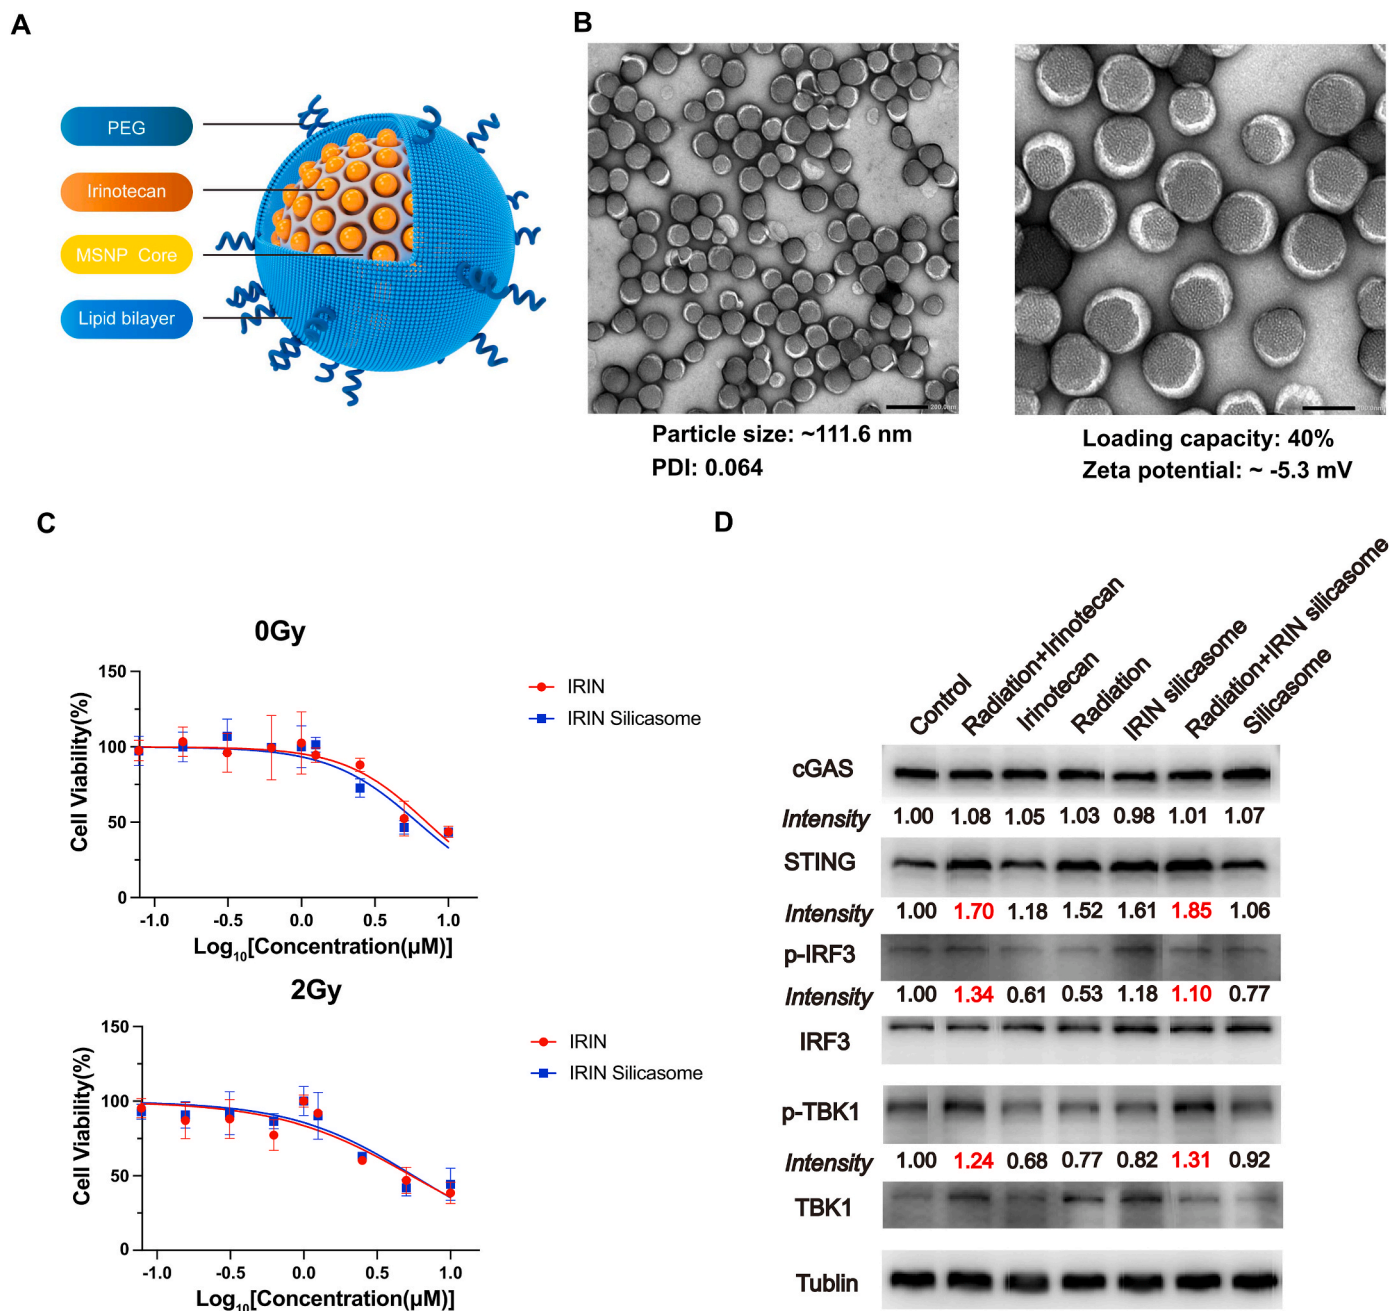 A
PEG
Irinotecan
MSNP Core
Lipid bilayer
B
200.0nm
Particle size: ~111.6 nm
PDI: 0.064
Loading capacity: 40%
Zeta potential: ~ -5.3 mV
C
0Gy
Cell Viability(%)
150
100
50
0
-1.0 -0.5 0.0 0.5 1.0
Log10[Concentration(µM)]
IRIN
IRIN Silicasome
2Gy
Cell Viability(%)
150
100
50
0
-1.0 -0.5 0.0 0.5 1.0
Log10[Concentration(µM)]
IRIN
IRIN Silicasome
D
Control
Radiation+Irinotecan
Irinotecan
Radiation
IRIN silicasome
Radiation+IRIN silicasome
Silicasome
cGAS
Intensity 1.00 1.08 1.05 1.03 0.98 1.01 1.07
STING
Intensity 1.00 1.70 1.18 1.52 1.61 1.85 1.06
p-IRF3
Intensity 1.00 1.34 0.61 0.53 1.18 1.10 0.77
IRF3
p-TBK1
Intensity 1.00 1.24 0.68 0.77 0.82 1.31 0.92
TBK1
Tublin